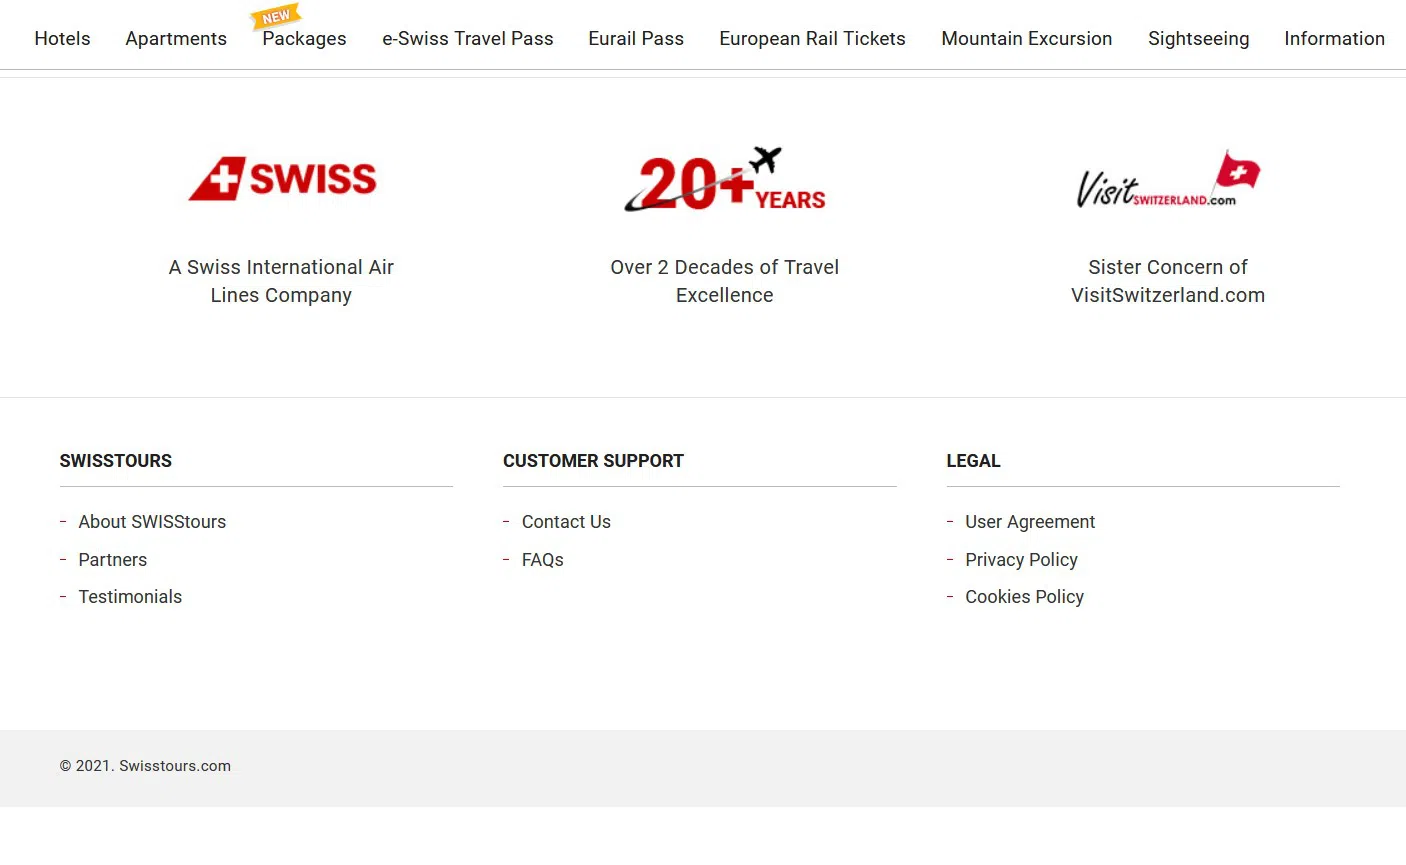 NEW
Hotels Apartments Packages e-Swiss Travel Pass Eurail Pass European Rail Tickets Mountain Excursion Sightseeing Information
SWISS
20+ YEARS
Visit SWITZERLAND.com
A Swiss International Air
Lines Company
Over 2 Decades of Travel
Excellence
Sister Concern of
VisitSwitzerland.com
SWISSTOURS
- About SWISStours
- Partners
- Testimonials
CUSTOMER SUPPORT
- Contact Us
- FAQs
LEGAL
- User Agreement
- Privacy Policy
- Cookies Policy
© 2021. Swisstours.com